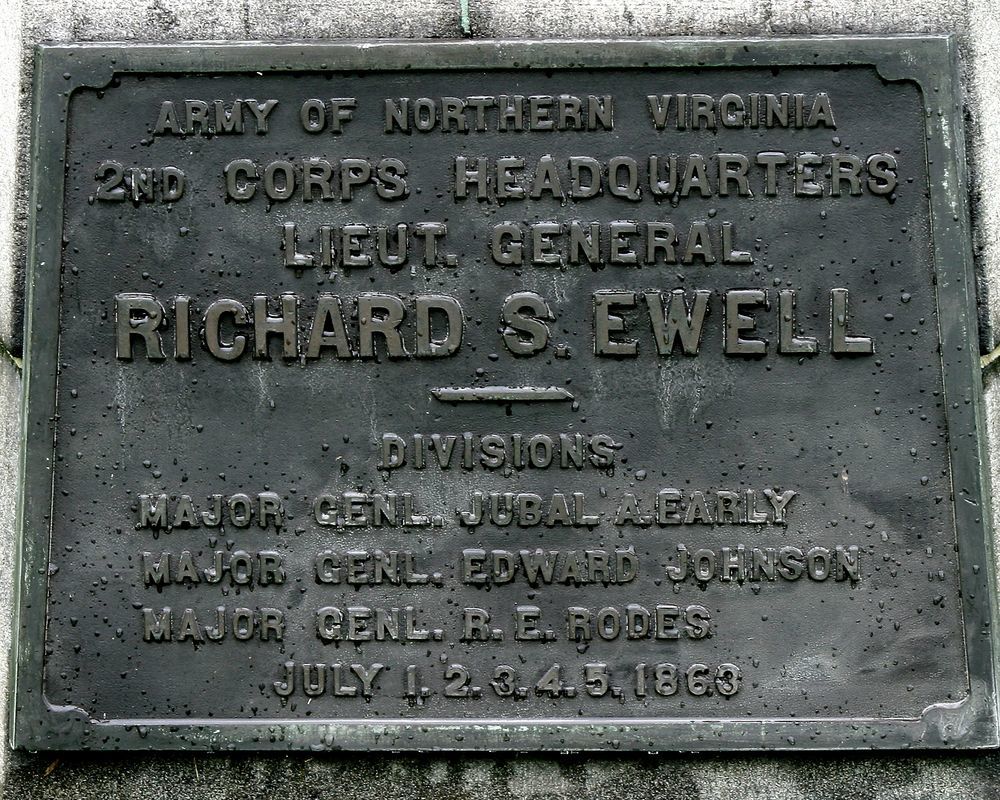 ARMY OF NORTHERN VIRGINIA
2ND CORPS HEADQUARTERS
LIEUT. GENERAL
RICHARD S. EWELL
DIVISIONS
MAJOR GENL. JUBAL A. EARLY
MAJOR GENL. EDWARD JOHNSON
MAJOR GENL. R. E. RODES
JULY 1. 2. 3. 4. 5. 1863